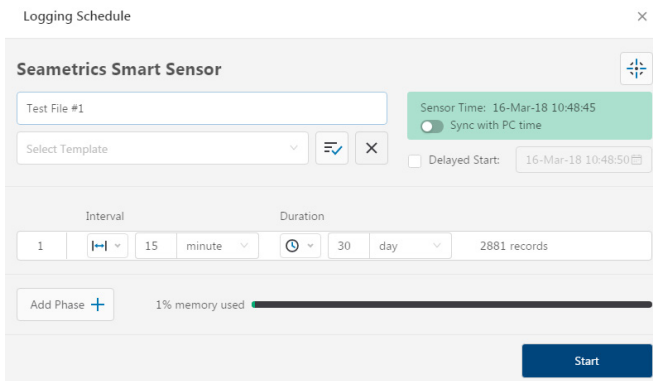 Logging Schedule
Seametrics Smart Sensor
Test File #1
Sensor Time: 16-Mar-18 10:48:45
Sync with PC time
Select Template
Delayed Start: 16-Mar-18 10:48:50
Interval Duration
1 15 minute 30 day 2881 records
Add Phase 1% memory used
Start